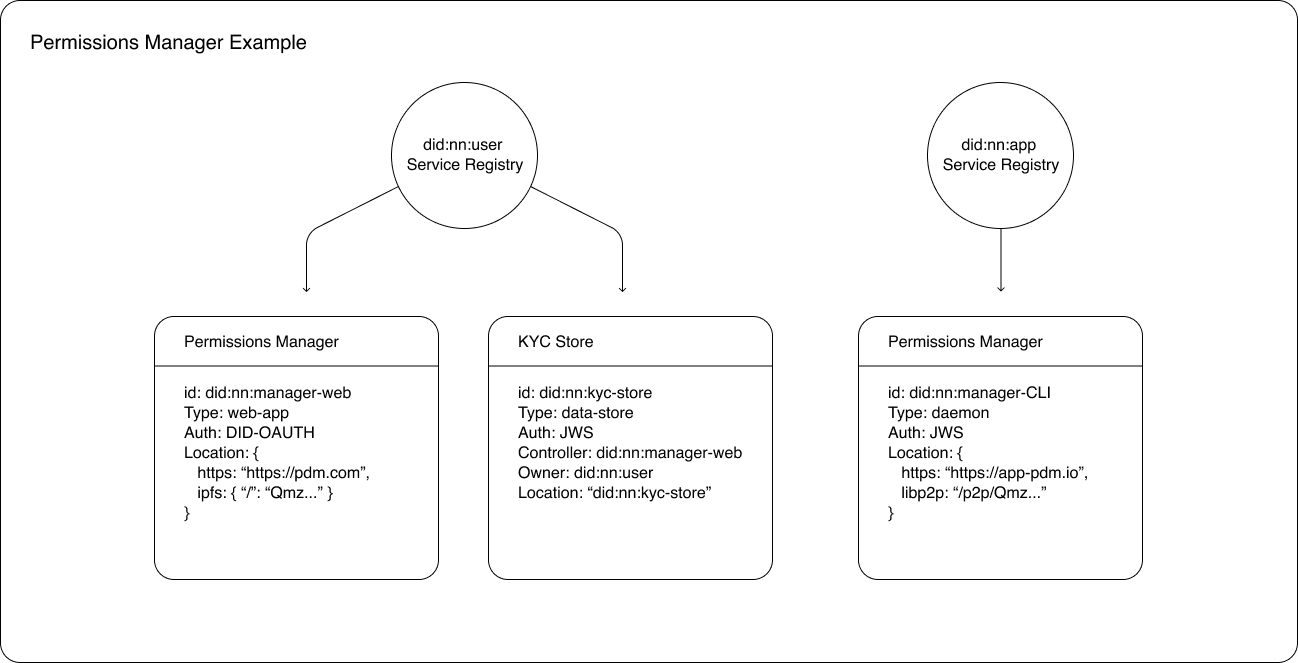 Permissions Manager Example
did:nn:user
Service Registry
did:nn:app
Service Registry
Permissions Manager
id: did:nn:manager-web
Type: web-app
Auth: DID-OAUTH
Location: {
https: “https://pdm.com”,
ipfs: { “/”: “Qmz...” }
}
KYC Store
id: did:nn:kyc-store
Type: data-store
Auth: JWS
Controller: did:nn:manager-web
Owner: did:nn:user
Location: “did:nn:kyc-store”
Permissions Manager
id: did:nn:manager-CLI
Type: daemon
Auth: JWS
Location: {
https: “https://app-pdm.io”,
libp2p: “/p2p/Qmz...”
}